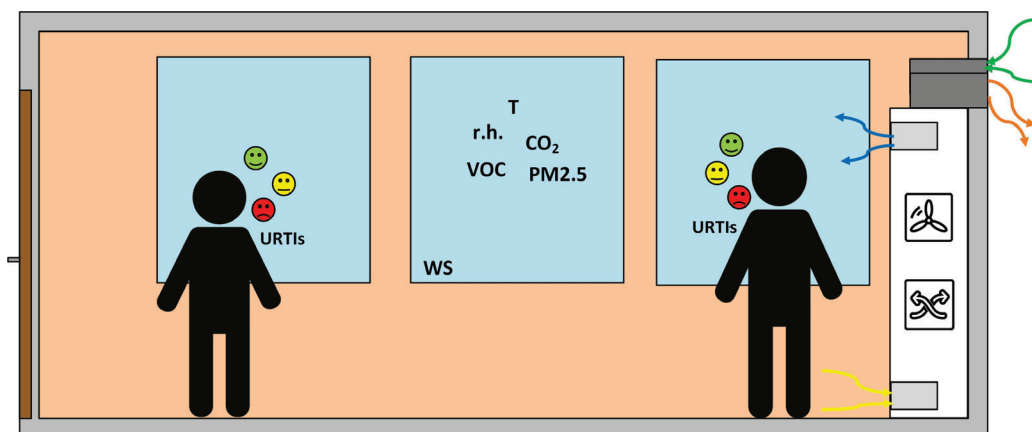 T
r.h.
CO₂
VOC
PM2.5
URTIs
URTIs
WS